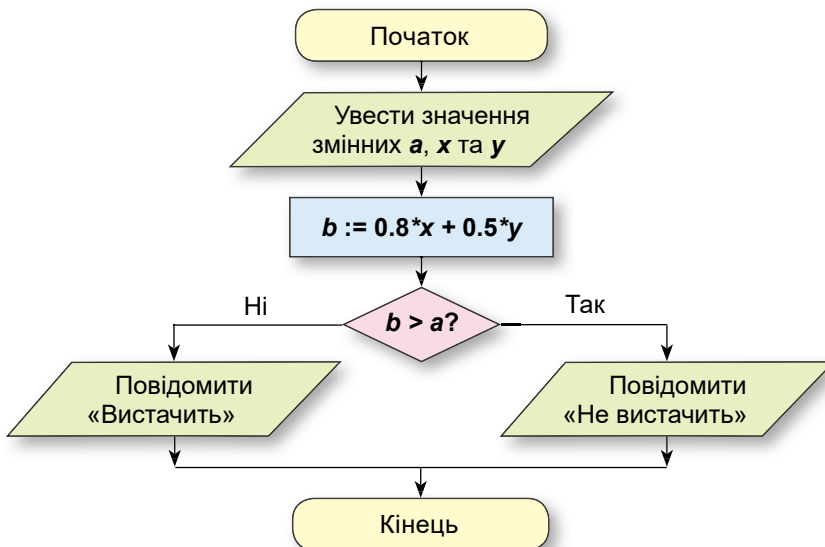 Початок
Увести значення
змінних a, x та y
b := 0.8*x + 0.5*y
b > a?
Ні
Так
Повідомити
«Вистачить»
Повідомити
«Не вистачить»
Кінець